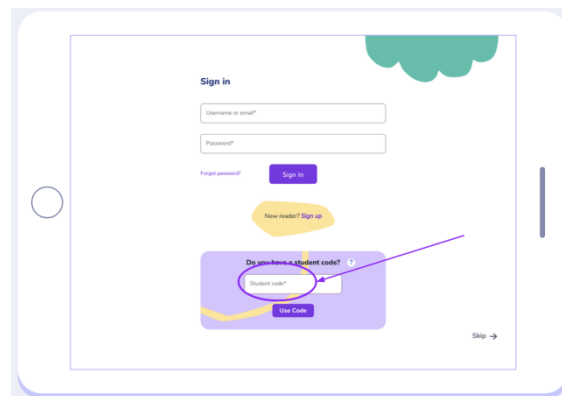 Sign in
Username or email*
Password*
Forgot password?
Sign In
New reader? Sign up
Do you have a student code? ?
Student code*
Use Code
Skip →